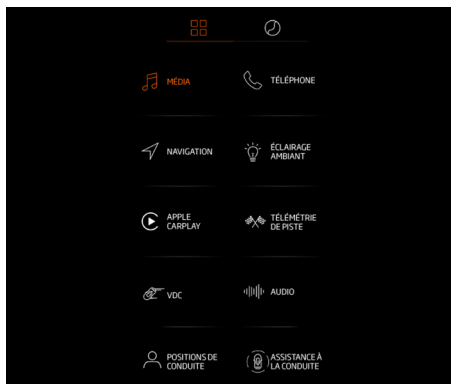 MÉDIA
TÉLÉPHONE
NAVIGATION
ÉCLAIRAGE
AMBIANT
APPLE
CARPLAY
TÉLÉMÉTRIE
DE PISTE
VDC
AUDIO
POSITIONS DE
CONDUITE
ASSISTANCE À
LA CONDUITE